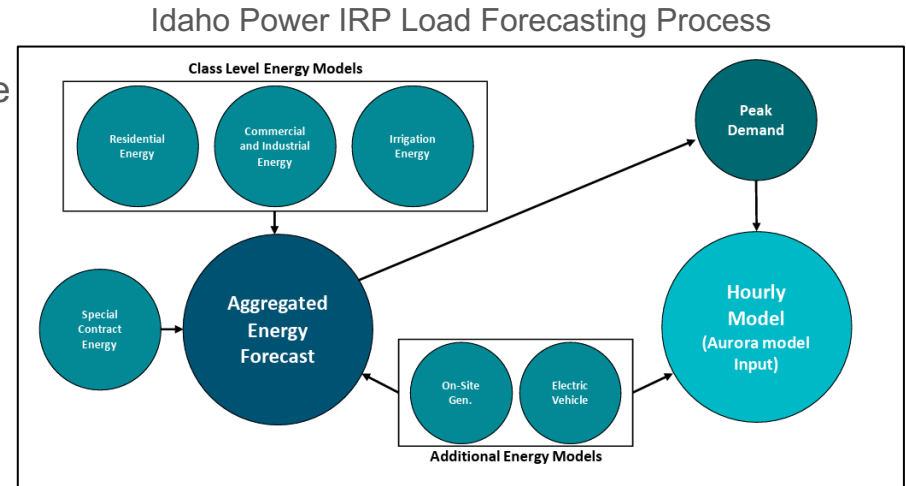 Idaho Power IRP Load Forecasting Process
e
Class Level Energy Models
Residential
Energy
Commercial
and Industrial
Energy
Irrigation
Energy
Peak
Demand
Special
Contract
Energy
Aggregated
Energy
Forecast
On-Site
Gen.
Electric
Vehicle
Additional Energy Models
Hourly
Model
(Aurora model
Input)